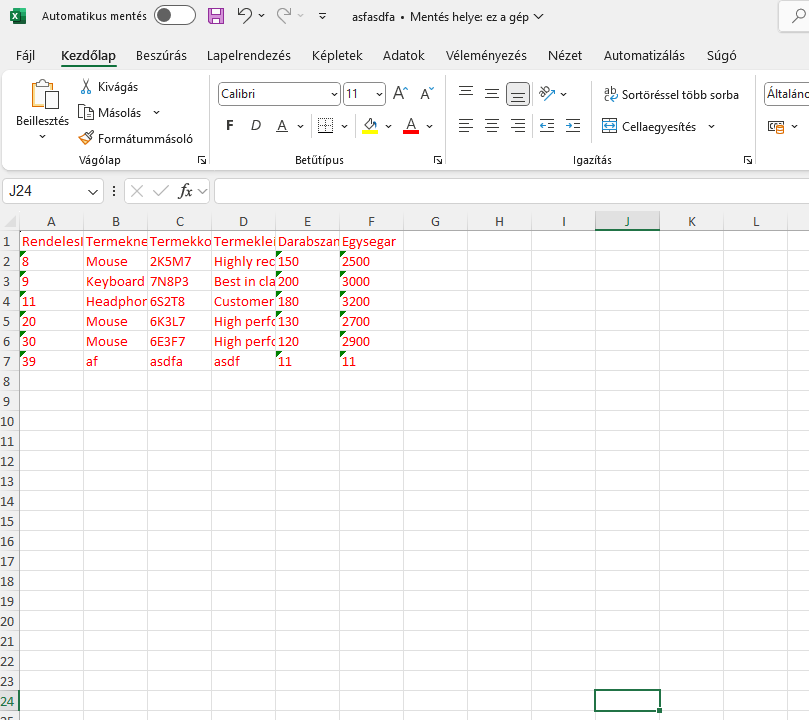 Automatikus mentés asfasdfa • Mentés helye: ez a gép
Fájl Kezdőlap Beszúrás Lapelrendezés Képletek Adatok Véleményezés Nézet Automatizálás Súgó
Beillesztés
Kivágás
Másolás
Formátummásoló
Vágólap
Calibri 11
F D A A
Betűtípus
Sortöréssel több sorba
Cellaegyesítés
Igazítás
Általáno
J24 fx
A B C D E F G H I J K L
1 RendelesI Termekne Termekko Termeklei Darabszan Egysegar
2 8 Mouse 2K5M7 Highly rec 150 2500
3 9 Keyboard 7N8P3 Best in cla 200 3000
4 11 Headphor 6S2T8 Customer 180 3200
5 20 Mouse 6K3L7 High perfo 130 2700
6 30 Mouse 6E3F7 High perfo 120 2900
7 39 af asdfa asdf 11 11
8
9
10
11
12
13
14
15
16
17
18
19
20
21
22
23
24